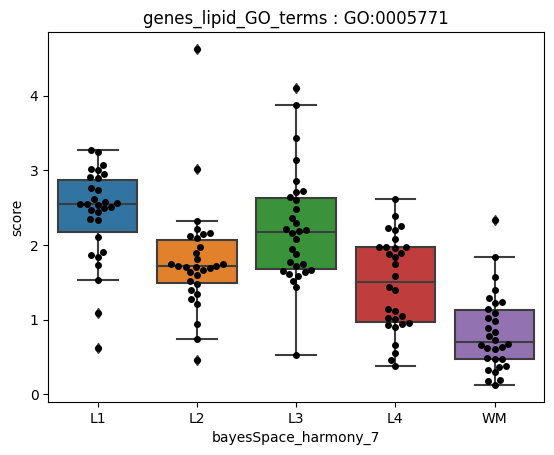 genes_lipid_GO_terms : GO:0005771
4
3
2
1
0
score
L1 L2 L3 L4 WM
bayesSpace_harmony_7